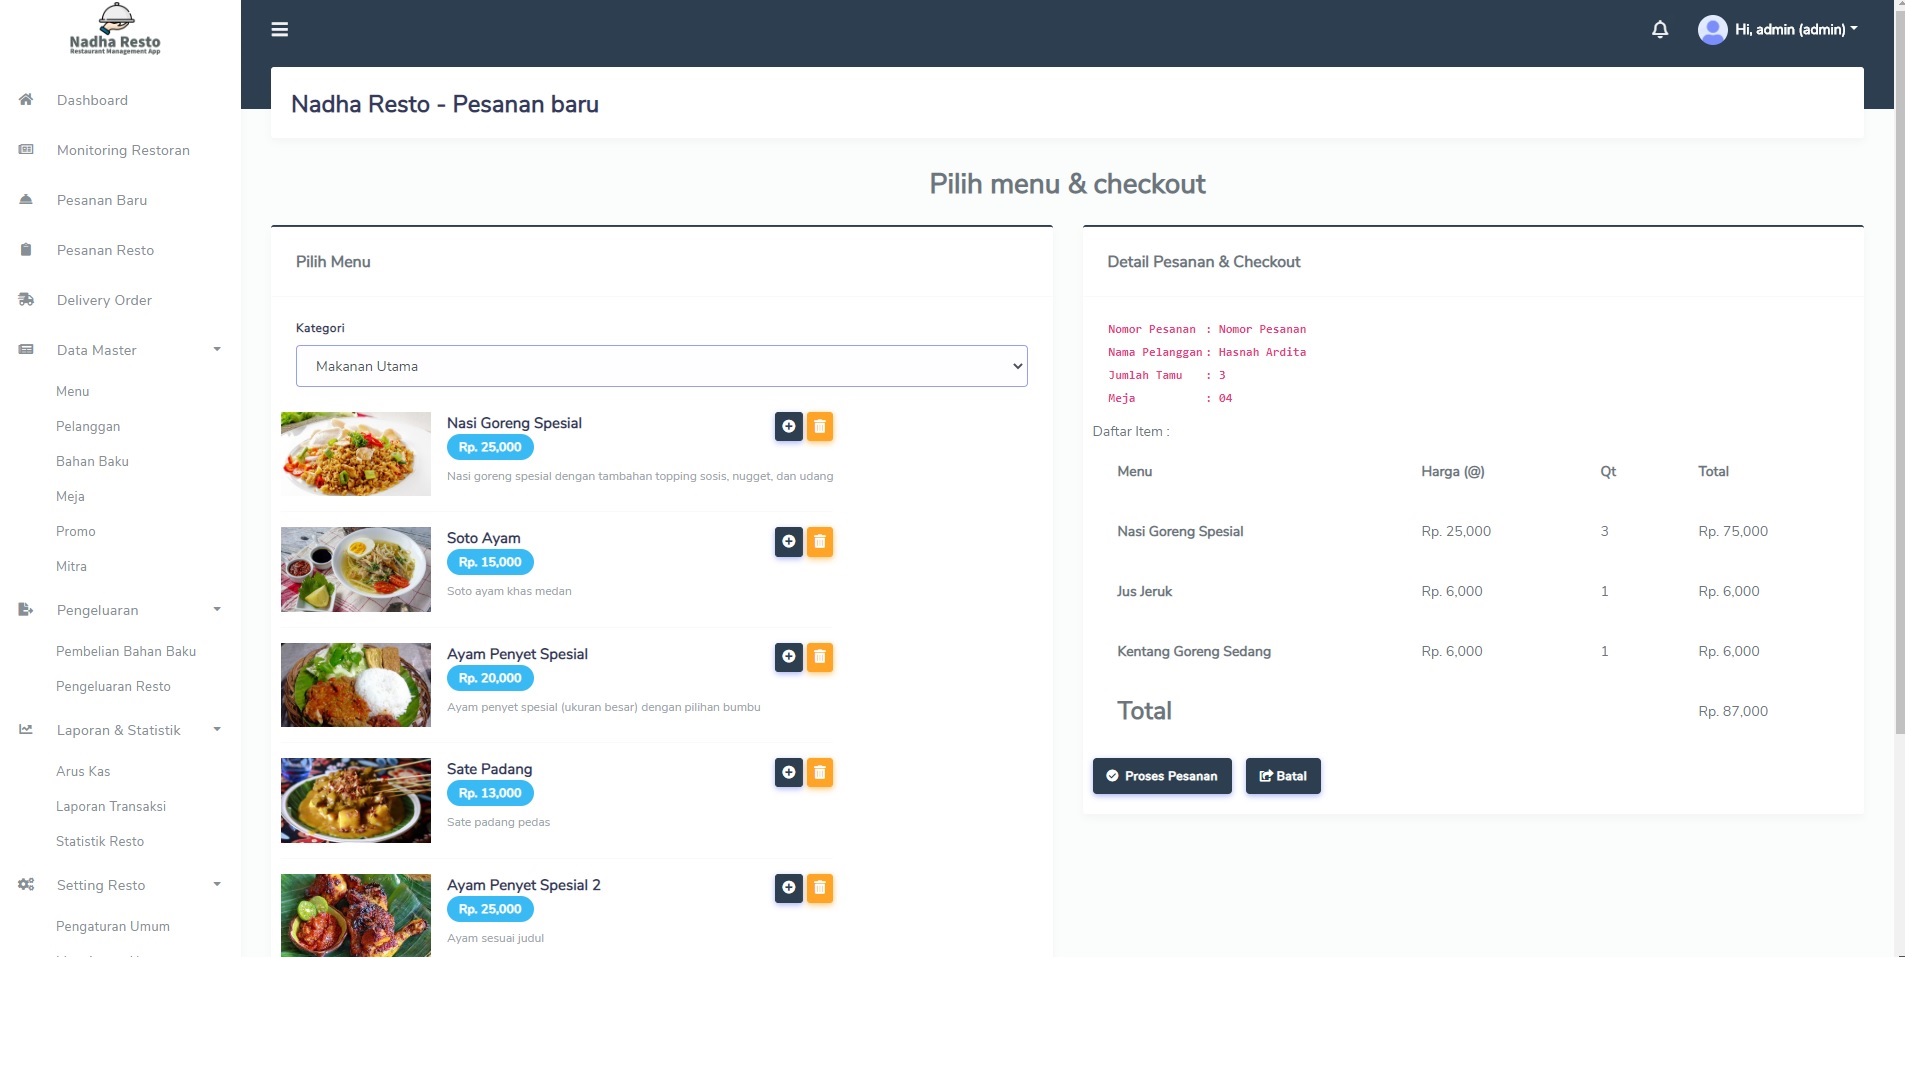 Nadha Resto
Restaurant Management App
Hi, admin (admin)
Dashboard
Monitoring Restoran
Pesanan Baru
Pesanan Resto
Delivery Order
Data Master
Menu
Pelanggan
Bahan Baku
Meja
Promo
Mitra
Pengeluaran
Pembelian Bahan Baku
Pengeluaran Resto
Laporan & Statistik
Arus Kas
Laporan Transaksi
Statistik Resto
Setting Resto
Pengaturan Umum
Nadha Resto - Pesanan baru
Pilih menu & checkout
Pilih Menu
Kategori
Makanan Utama
Nasi Goreng Spesial
Rp. 25,000
Nasi goreng spesial dengan tambahan topping sosis, nugget, dan udang
Soto Ayam
Rp. 15,000
Soto ayam khas medan
Ayam Penyet Spesial
Rp. 20,000
Ayam penyet spesial (ukuran besar) dengan pilihan bumbu
Sate Padang
Rp. 13,000
Sate padang pedas
Ayam Penyet Spesial 2
Rp. 25,000
Ayam sesuai judul
Detail Pesanan & Checkout
Nomor Pesanan : Nomor Pesanan
Nama Pelanggan : Hasnah Ardita
Jumlah Tamu : 3
Meja : 04
Daftar Item :
Menu Harga (@) Qt Total
Nasi Goreng Spesial Rp. 25,000 3 Rp. 75,000
Jus Jeruk Rp. 6,000 1 Rp. 6,000
Kentang Goreng Sedang Rp. 6,000 1 Rp. 6,000
Total Rp. 87,000
Proses Pesanan Batal